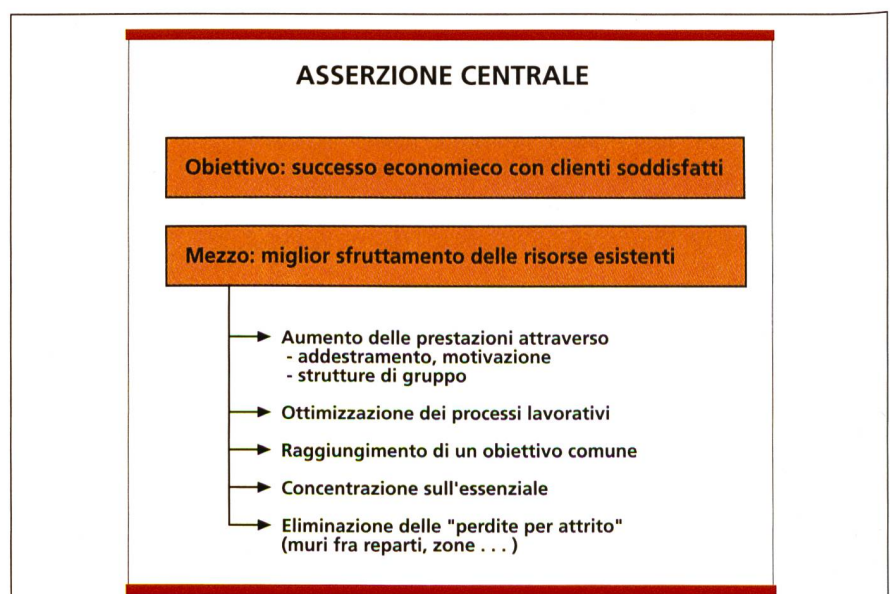 ASSERZIONE CENTRALE
Obiettivo: successo economieco con clienti soddisfatti
Mezzo: miglior sfruttamento delle risorse esistenti
Aumento delle prestazioni attraverso
- addestramento, motivazione
- strutture di gruppo
Ottimizzazione dei processi lavorativi
Raggiungimento di un obiettivo comune
Concentrazione sull'essenziale
Eliminazione delle "perdite per attrito"
(muri fra reparti, zone . . . )